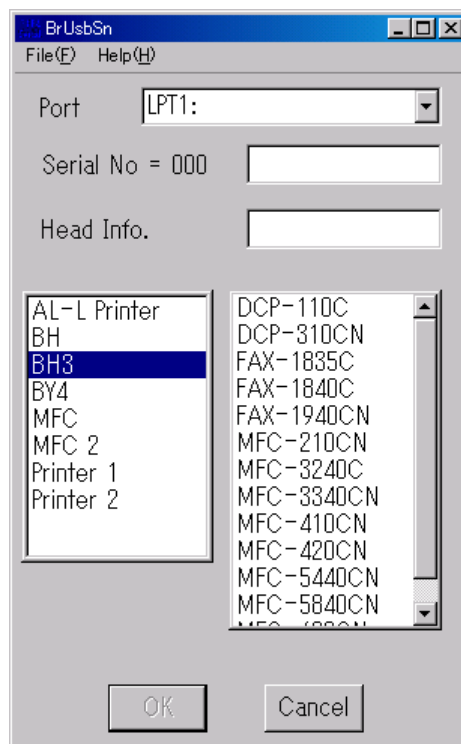 BrUsbSn
File(F) Help(H)
Port LPT1:
Serial No = 000
Head Info.
AL-L Printer
BH
BH3
BY4
MFC
MFC 2
Printer 1
Printer 2
DCP-110C
DCP-310CN
FAX-1835C
FAX-1840C
FAX-1940CN
MFC-210CN
MFC-3240C
MFC-3340CN
MFC-410CN
MFC-420CN
MFC-5440CN
MFC-5840CN
OK Cancel